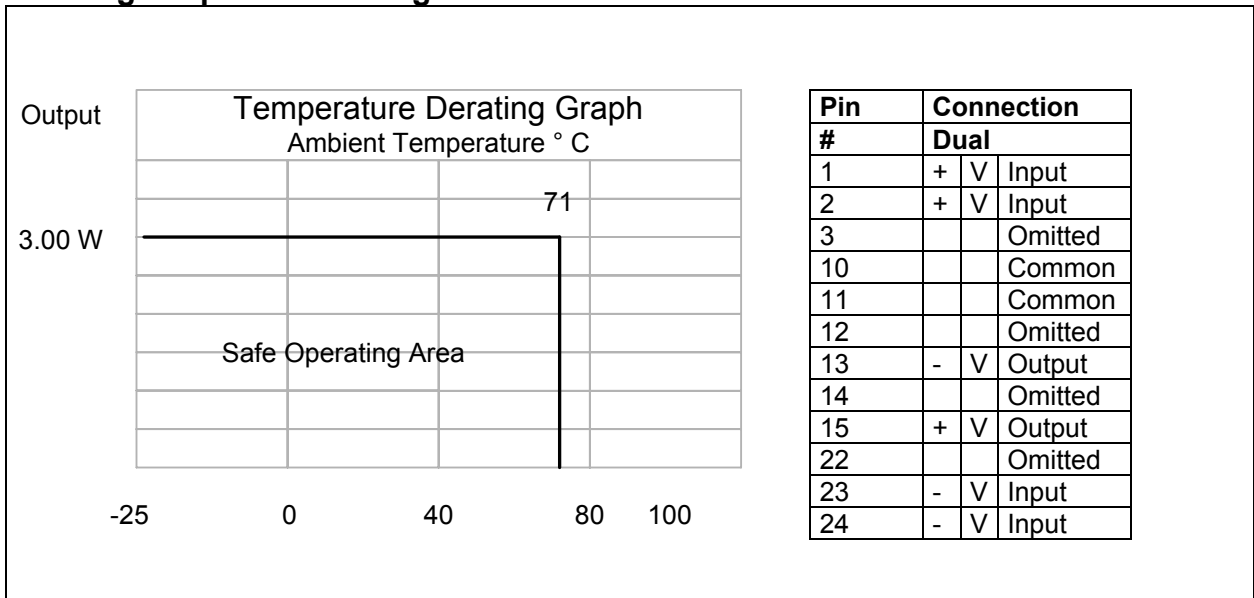 Output
Temperature Derating Graph
Ambient Temperature ° C
71
3.00 W
Safe Operating Area
-25 0 40 80 100
Pin Connection
# Dual
1 + V Input
2 + V Input
3 Omitted
10 Common
11 Common
12 Omitted
13 - V Output
14 Omitted
15 + V Output
22 Omitted
23 - V Input
24 - V Input